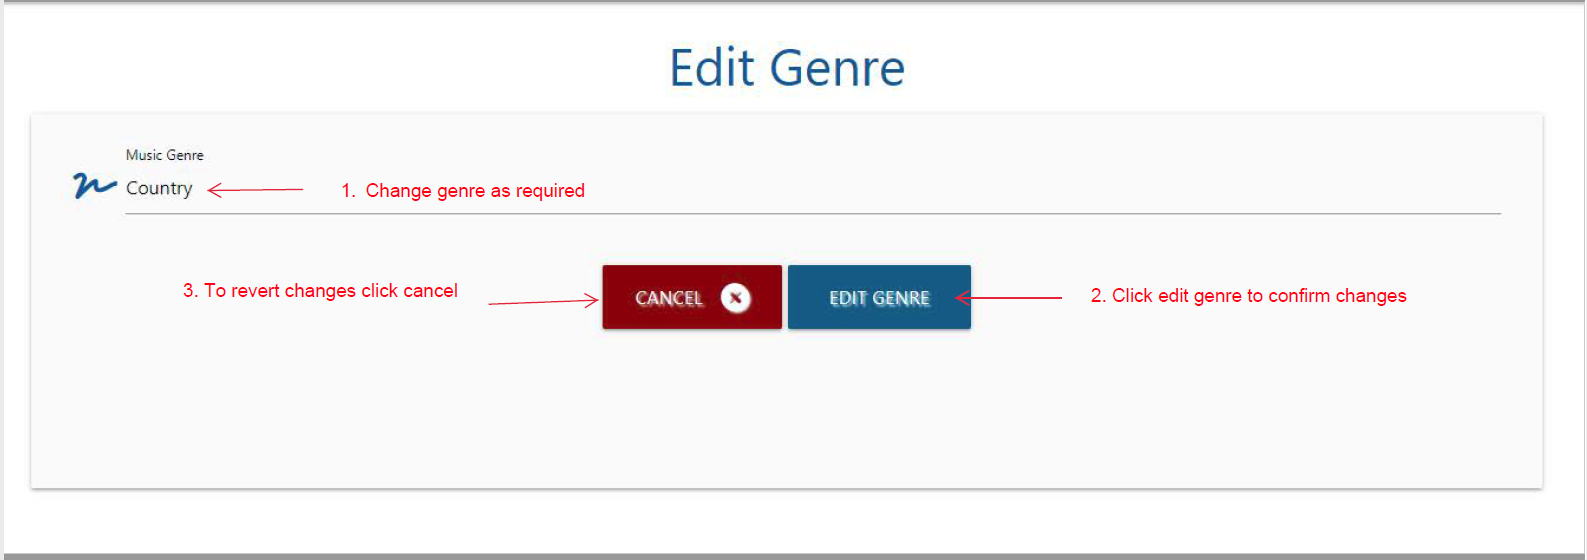 Edit Genre
Music Genre
Country
1. Change genre as required
3. To revert changes click cancel
CANCEL
EDIT GENRE
2. Click edit genre to confirm changes